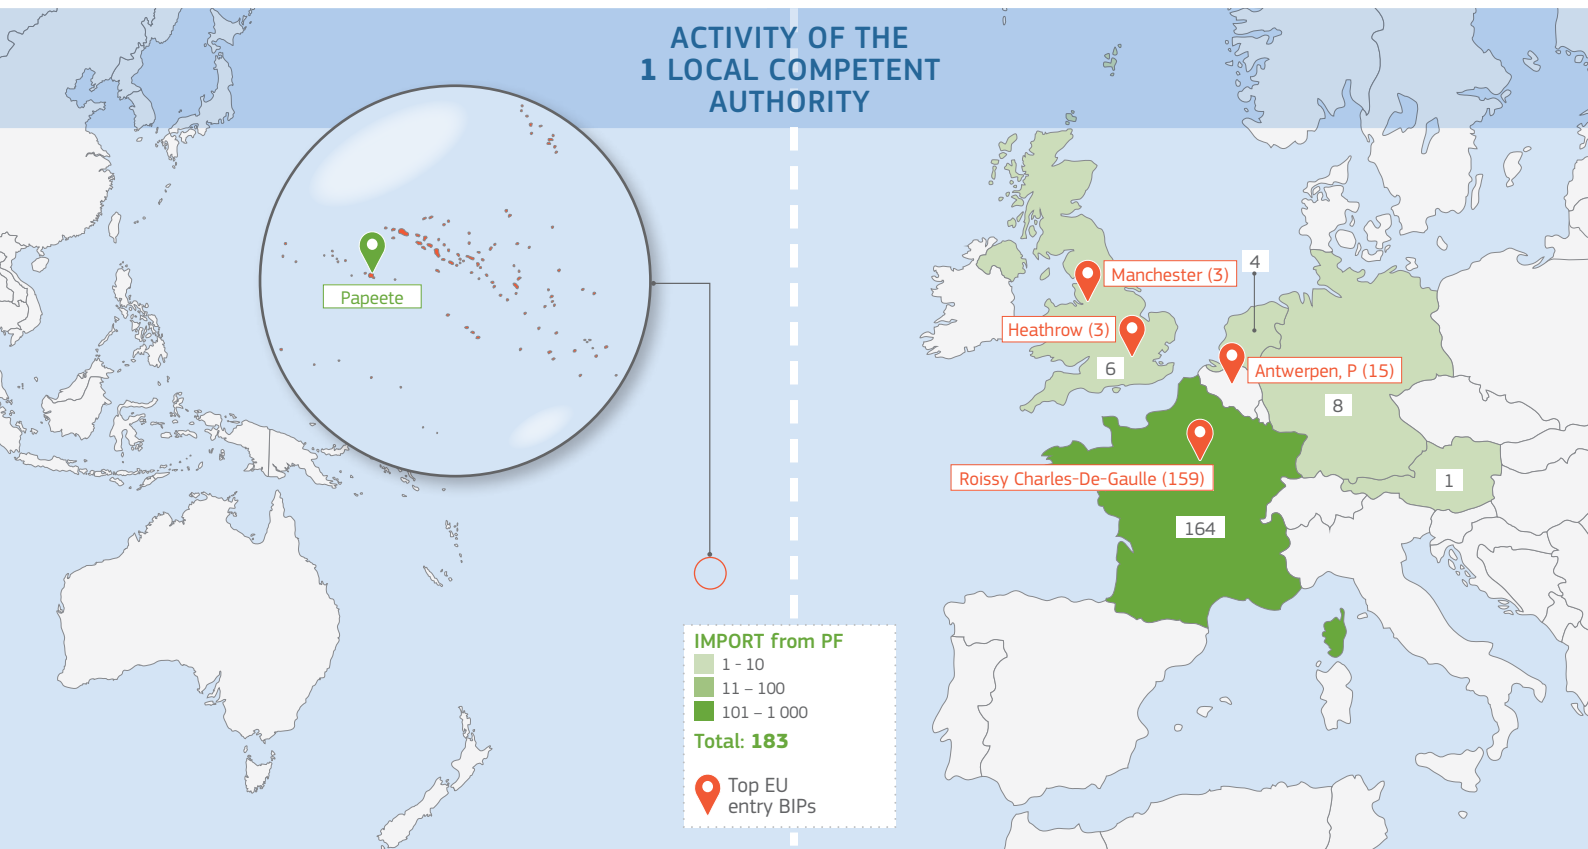 ACTIVITY OF THE
1 LOCAL COMPETENT
AUTHORITY
Papeete
Manchester (3)
4
Heathrow (3)
6
Antwerpen, P (15)
8
Roissy Charles-De-Gaulle (159)
1
164
IMPORT from PF
1 - 10
11 – 100
101 – 1 000
Total: 183
Top EU
entry BIPs